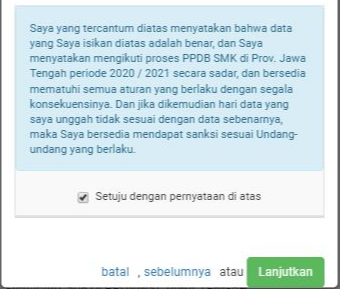 Saya yang tercantum diatas menyatakan bahwa data
yang Saya isikan diatas adalah benar, dan Saya
menyatakan mengikuti proses PPDB SMK di Prov. Jawa
Tengah periode 2020 / 2021 secara sadar, dan bersedia
mematuhi semua aturan yang berlaku dengan segala
konsekuensinya. Dan jika dikemudian hari data yang
saya unggah tidak sesuai dengan data sebenarnya,
maka Saya bersedia mendapat sanksi sesuai Undang-
undang yang berlaku.
Setuju dengan pernyataan di atas
batal , sebelumnya atau Lanjutkan